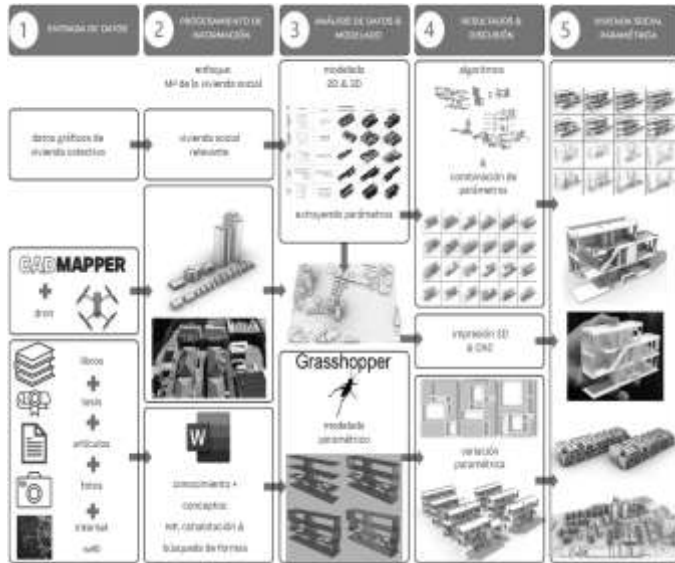 1 ENTRADA DE DATOS
2 PROCESAMIENTO DE
INFORMACIÓN
3 ANÁLISIS DE DATOS &
MODELADO
4 RESULTADOS &
DISCUSIÓN
5 VIVIENDA SOCIAL
PARAMÉTRICA
datos gráficos de
vivienda colectiva
CADMAPPER
+
dron
libros
+
tesis
+
artículos
+
fotos
+
internet
enfoque
Mª de la vivienda social
vivienda social
relevante
W
conocimiento +
conceptos
búsqueda de formas
modelado
2D & 3D
extrayendo parámetros
Grasshopper
modelado
paramétrico
algoritmos
&
combinación de
parámetros
impresión 3D
& CNC
variación
paramétrica